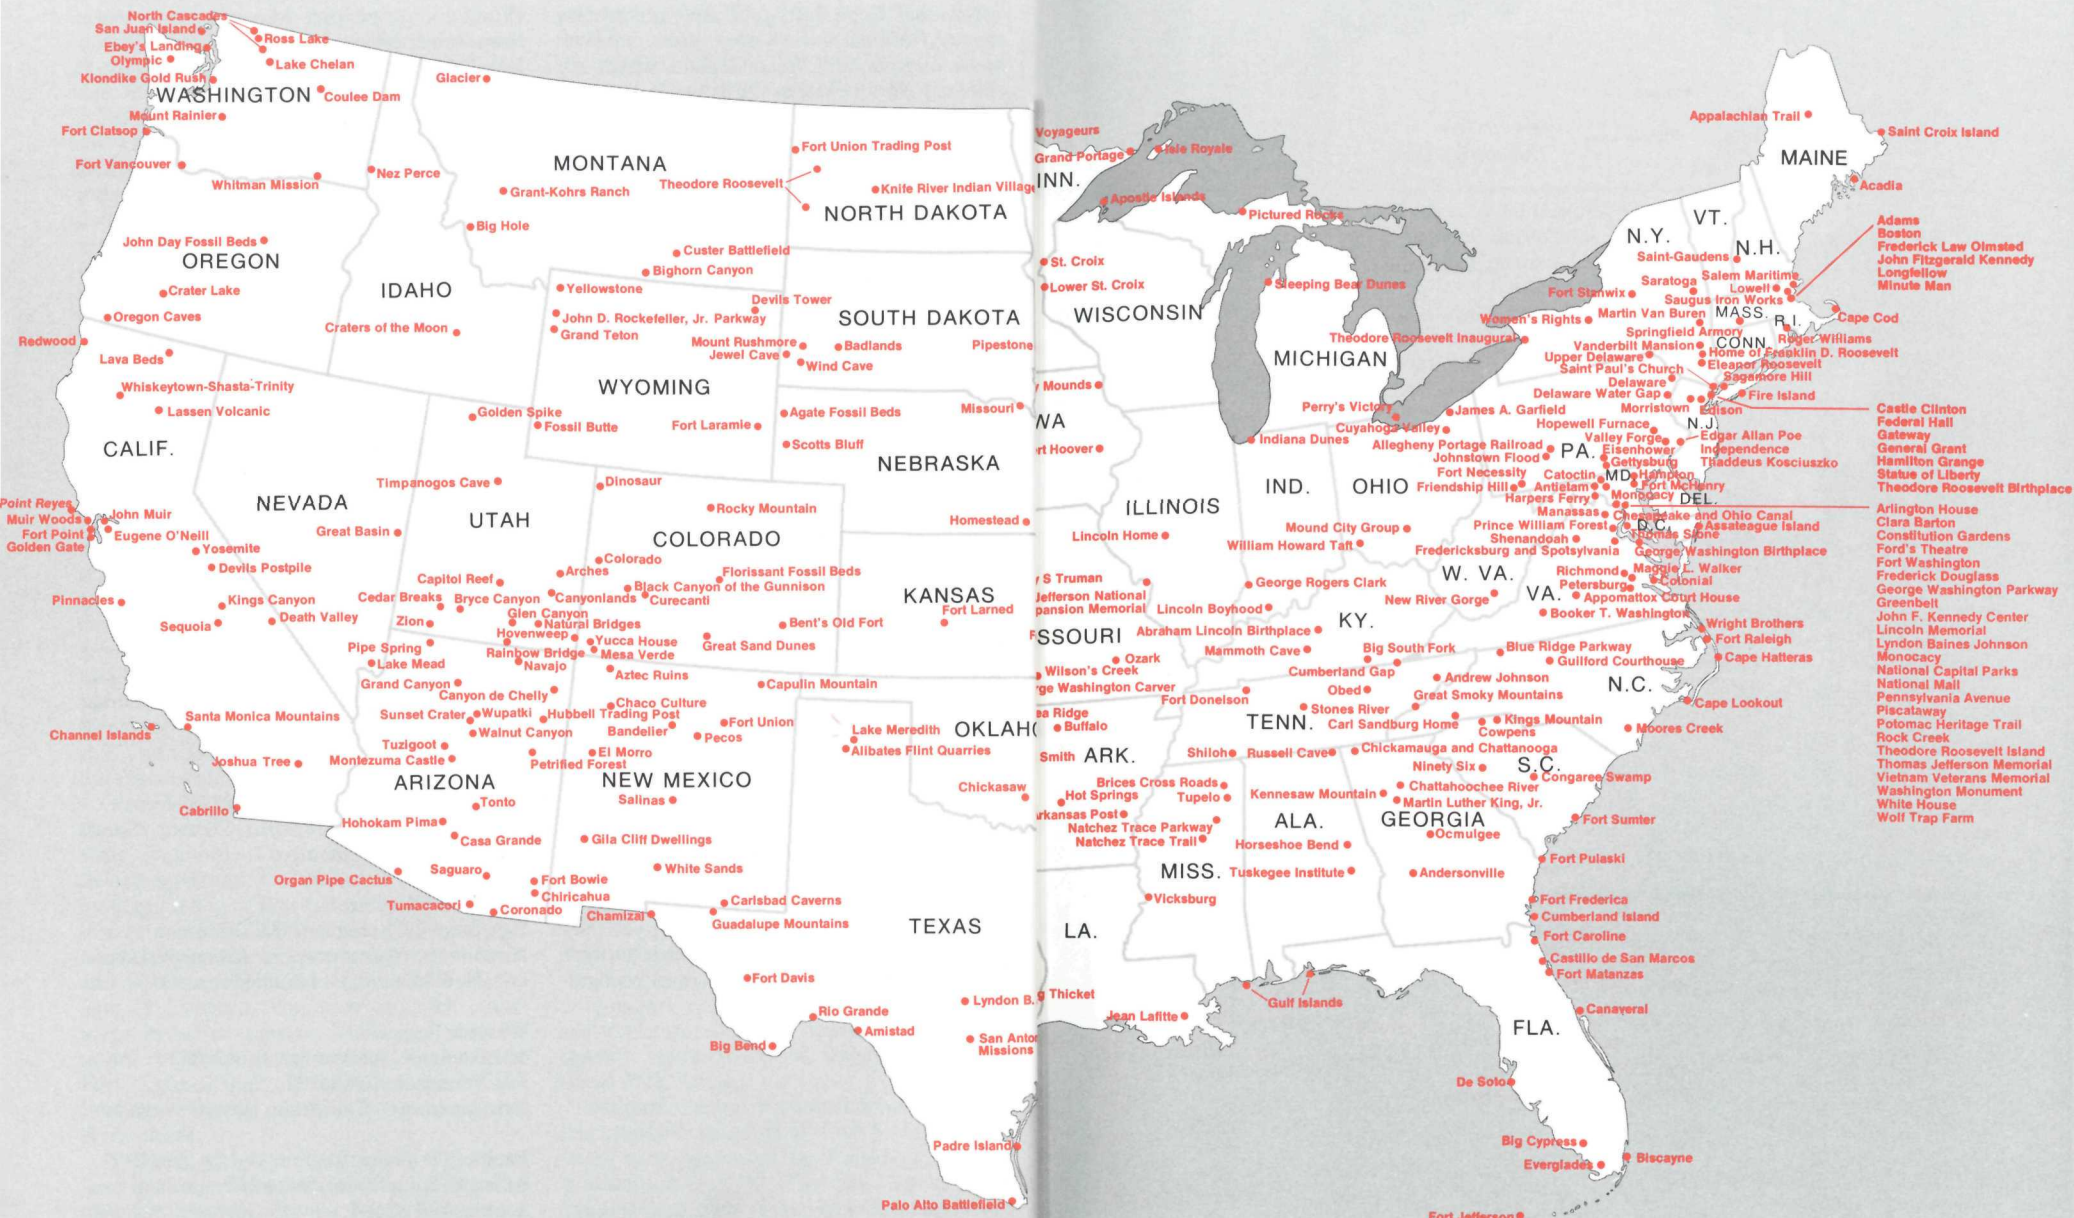 North Cascades
San Juan Island
Ross Lake
Ebey's Landing
Olympic
Lake Chelan
Klondike Gold Rush
WASHINGTON
Coulee Dam
Mount Rainier
Fort Clatsop
Fort Vancouver
Whitman Mission
Nez Perce
John Day Fossil Beds
OREGON
Crater Lake
Oregon Caves
Redwood
Lava Beds
Whiskeytown-Shasta-Trinity
Lassen Volcanic
CALIF.
Point Reyes
Muir Woods
John Muir
Fort Point
Eugene O'Neill
Golden Gate
Yosemite
Devils Postpile
Pinnacles
Kings Canyon
Sequoia
Death Valley
Santa Monica Mountains
Channel Islands
Joshua Tree
Cabrillo
NEVADA
Great Basin
Lake Mead
IDAHO
Craters of the Moon
Glacier
MONTANA
Grant-Kohrs Ranch
Big Hole
Custer Battlefield
Bighorn Canyon
Yellowstone
John D. Rockefeller, Jr. Parkway
Grand Teton
Devils Tower
WYOMING
Fossil Butte
Fort Laramie
Golden Spike
Timpanogos Cave
UTAH
Capitol Reef
Arches
Cedar Breaks
Bryce Canyon
Canyonlands
Glen Canyon
Natural Bridges
Zion
Hovenweep
Rainbow Bridge
Pipe Spring
Navajo
Dinosaur
Rocky Mountain
COLORADO
Colorado
Florissant Fossil Beds
Black Canyon of the Gunnison
Curecanti
Bent's Old Fort
Great Sand Dunes
Yucca House
Mesa Verde
Grand Canyon
Canyon de Chelly
Sunset Crater
Wupatki
Hubbell Trading Post
Walnut Canyon
Tuzigoot
Montezuma Castle
Petrified Forest
ARIZONA
Tonto
Hohokam Pima
Casa Grande
Organ Pipe Cactus
Saguaro
Fort Bowie
Chiricahua
Tumacacori
Coronado
Aztec Ruins
Capulin Mountain
Chaco Culture
Fort Union
Bandelier
Pecos
El Morro
NEW MEXICO
Salinas
Gila Cliff Dwellings
White Sands
Carlsbad Caverns
Chamizal
Guadalupe Mountains
Fort Union Trading Post
Theodore Roosevelt
Knife River Indian Villag
NORTH DAKOTA
SOUTH DAKOTA
Mount Rushmore
Badlands
Jewel Cave
Wind Cave
Pipestone
Agate Fossil Beds
Missouri
Scotts Bluff
NEBRASKA
Homestead
KANSAS
Fort Larned
Lake Meredith
OKLAHO
Alibates Flint Quarries
Chickasaw
TEXAS
Fort Davis
Lyndon B.
Rio Grande
Amistad
Big Bend
San Anto
Missions
Padre Island
Palo Alto Battlefield
Voyageurs
Grand Portage
Isle Royale
INN.
Apostle Islands
Pictured Rocks
St. Croix
Lower St. Croix
Sleeping Bear Dunes
WISCONSIN
MICHIGAN
Mounds
WA
rt Hoover
Indiana Dunes
ILLINOIS
IND.
OHIO
Lincoln Home
Mound City Group
William Howard Taft
S Truman
Jefferson National
pansion Memorial
SSOURI
Ozark
Wilson's Creek
rge Washington Carver
George Rogers Clark
Lincoln Boyhood
Abraham Lincoln Birthplace
Mammoth Cave
KY.
Big South Fork
Cumberland Gap
Fort Donelson
Obed
Stones River
Andrew Johnson
Great Smoky Mountains
TENN.
Carl Sandburg Home
Shiloh
Russell Cave
Chickamauga and Chattanooga
ea Ridge
Buffalo
Smith
ARK.
Hot Springs
rkansas Post
Brices Cross Roads
Tupelo
Natchez Trace Parkway
Natchez Trace Trail
MISS.
Vicksburg
LA.
g Thicket
Jean Lafitte
Gulf Islands
Kennesaw Mountain
Chattahoochee River
Martin Luther King, Jr.
ALA.
GEORGIA
Ocmulgee
Horseshoe Bend
Tuskegee Institute
Andersonville
Fort Pulaski
Fort Frederica
Cumberland Island
Fort Caroline
Castillo de San Marcos
Fort Matanzas
Canaveral
FLA.
De Soto
Big Cypress
Everglades
Biscayne
Fort Jefferson
Perry's Victory
James A. Garfield
Cuyahoga Valley
Appalachian Trail
Saint Croix Island
MAINE
Acadia
VT.
N.Y.
N.H.
Saint-Gaudens
Adams
Boston
Frederick Law Olmsted
John Fitzgerald Kennedy
Longfellow
Minute Man
Salem Maritime
Saratoga
Lowell
Fort Stanwix
Saugus Iron Works
Women's Rights
Martin Van Buren
MASS.
R.I.
Cape Cod
Springfield Armory
Theodore Roosevelt Inaugural
Vanderbilt Mansion
CONN.
Roger Williams
Upper Delaware
Home of Franklin D. Roosevelt
Saint Paul's Church
Eleanor Roosevelt
Delaware
Sagamore Hill
Delaware Water Gap
Fire Island
Morristown
Edison
Hopewell Furnace
N.J.
Castle Clinton
Federal Hall
Gateway
General Grant
Hamilton Grange
Statue of Liberty
Theodore Roosevelt Birthplace
Allegheny Portage Railroad
Valley Forge
Edgar Allan Poe
Johnstown Flood
PA.
Eisenhower
Independence
Gettysburg
Thaddeus Kosciuszko
Fort Necessity
Catoctin
MD.
Hampton
Friendship Hill
Antietam
Fort McHenry
Harpers Ferry
Monocacy
DEL.
Manassas
Chesapeake and Ohio Canal
Prince William Forest
D.C.
Assateague Island
Shenandoah
Thomas Stone
Fredericksburg and Spotsylvania
George Washington Birthplace
W. VA.
Richmond
Maggie L. Walker
Petersburg
Colonial
New River Gorge
VA.
Appomattox Court House
Booker T. Washington
Wright Brothers
Fort Raleigh
Blue Ridge Parkway
Guilford Courthouse
Cape Hatteras
N.C.
Cape Lookout
Kings Mountain
Cowpens
Moores Creek
Ninety Six
S.C.
Congaree Swamp
Fort Sumter
Arlington House
Clara Barton
Constitution Gardens
Ford's Theatre
Fort Washington
Frederick Douglass
George Washington Parkway
Greenbelt
John F. Kennedy Center
Lincoln Memorial
Lyndon Baines Johnson
Monocacy
National Capital Parks
National Mall
Pennsylvania Avenue
Piscataway
Potomac Heritage Trail
Rock Creek
Theodore Roosevelt Island
Thomas Jefferson Memorial
Vietnam Veterans Memorial
Washington Monument
White House
Wolf Trap Farm